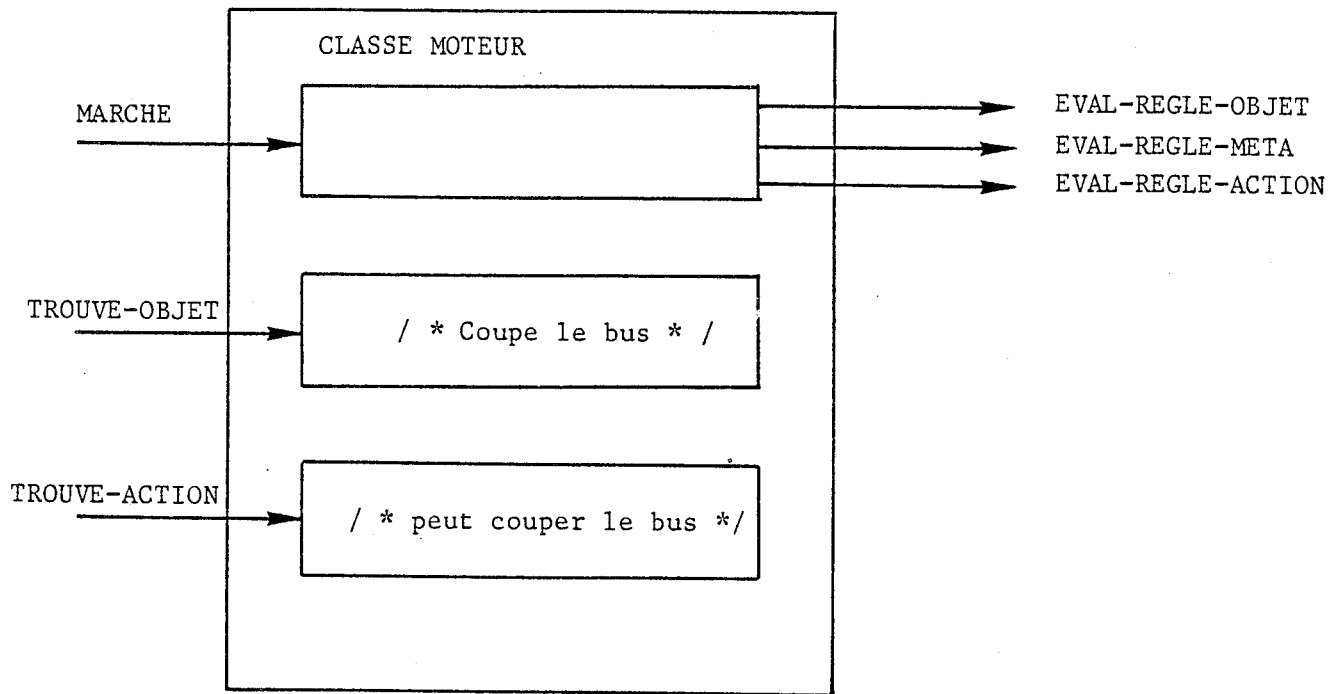 CLASSE MOTEUR
MARCHE
EVAL-REGLE-OBJET
EVAL-REGLE-META
EVAL-REGLE-ACTION
TROUVE-OBJET
/ * Coupe le bus * /
TROUVE-ACTION
/ * peut couper le bus */